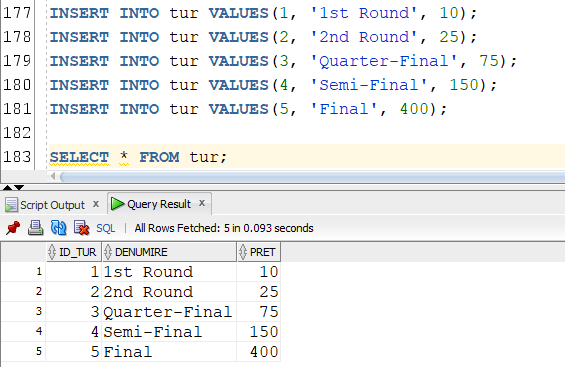 177 INSERT INTO tur VALUES(1, '1st Round', 10);
178 INSERT INTO tur VALUES(2, '2nd Round', 25);
179 INSERT INTO tur VALUES(3, 'Quarter-Final', 75);
180 INSERT INTO tur VALUES(4, 'Semi-Final', 150);
181 INSERT INTO tur VALUES(5, 'Final', 400);
182
183 SELECT * FROM tur;
Script Output x Query Result x
SQL | All Rows Fetched: 5 in 0.093 seconds
ID_TUR DENUMIRE PRET
1 1 1st Round 10
2 2 2nd Round 25
3 3 Quarter-Final 75
4 4 Semi-Final 150
5 5 Final 400